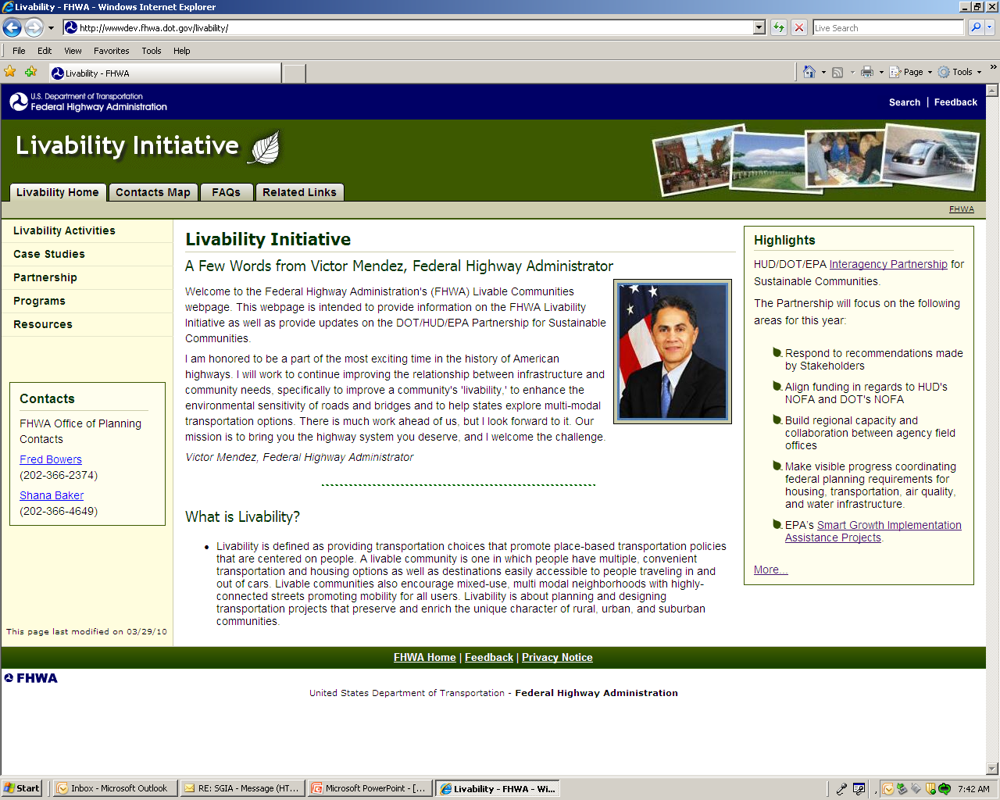 Livability - FHWA - Windows Internet Explorer
http://wwwdev.fhwa.dot.gov/livability/
Live Search
File Edit View Favorites Tools Help
Livability - FHWA
Page Tools »
U.S. Department of Transportation
Federal Highway Administration
Search | Feedback
Livability Initiative
Livability Home Contacts Map FAQs Related Links
FHWA
Livability Activities
Case Studies
Partnership
Programs
Resources
Contacts
FHWA Office of Planning
Contacts
Fred Bowers
(202-366-2374)
Shana Baker
(202-366-4649)
This page last modified on 03/29/10
Livability Initiative
A Few Words from Victor Mendez, Federal Highway Administrator
Welcome to the Federal Highway Administration's (FHWA) Livable Communities
webpage. This webpage is intended to provide information on the FHWA Livability
Initiative as well as provide updates on the DOT/HUD/EPA Partnership for Sustainable
Communities.
I am honored to be a part of the most exciting time in the history of American
highways. I will work to continue improving the relationship between infrastructure and
community needs, specifically to improve a community's 'livability,' to enhance the
environmental sensitivity of roads and bridges and to help states explore multi-modal
transportation options. There is much work ahead of us, but I look forward to it. Our
mission is to bring you the highway system you deserve, and I welcome the challenge.
Victor Mendez, Federal Highway Administrator
What is Livability?
• Livability is defined as providing transportation choices that promote place-based transportation policies
that are centered on people. A livable community is one in which people have multiple, convenient
transportation and housing options as well as destinations easily accessible to people traveling in and
out of cars. Livable communities also encourage mixed-use, multi modal neighborhoods with highly-
connected streets promoting mobility for all users. Livability is about planning and designing
transportation projects that preserve and enrich the unique character of rural, urban, and suburban
communities.
Highlights
HUD/DOT/EPA Interagency Partnership for
Sustainable Communities.
The Partnership will focus on the following
areas for this year:
Respond to recommendations made
by Stakeholders
Align funding in regards to HUD's
NOFA and DOT's NOFA
Build regional capacity and
collaboration between agency field
offices
Make visible progress coordinating
federal planning requirements for
housing, transportation, air quality,
and water infrastructure.
EPA's Smart Growth Implementation
Assistance Projects.
More...
FHWA Home | Feedback | Privacy Notice
FHWA
United States Department of Transportation - Federal Highway Administration
Start Inbox - Microsoft Outlook RE: SGIA - Message (HT... Microsoft PowerPoint - [... Livability - FHWA - Wi... 7:42 AM